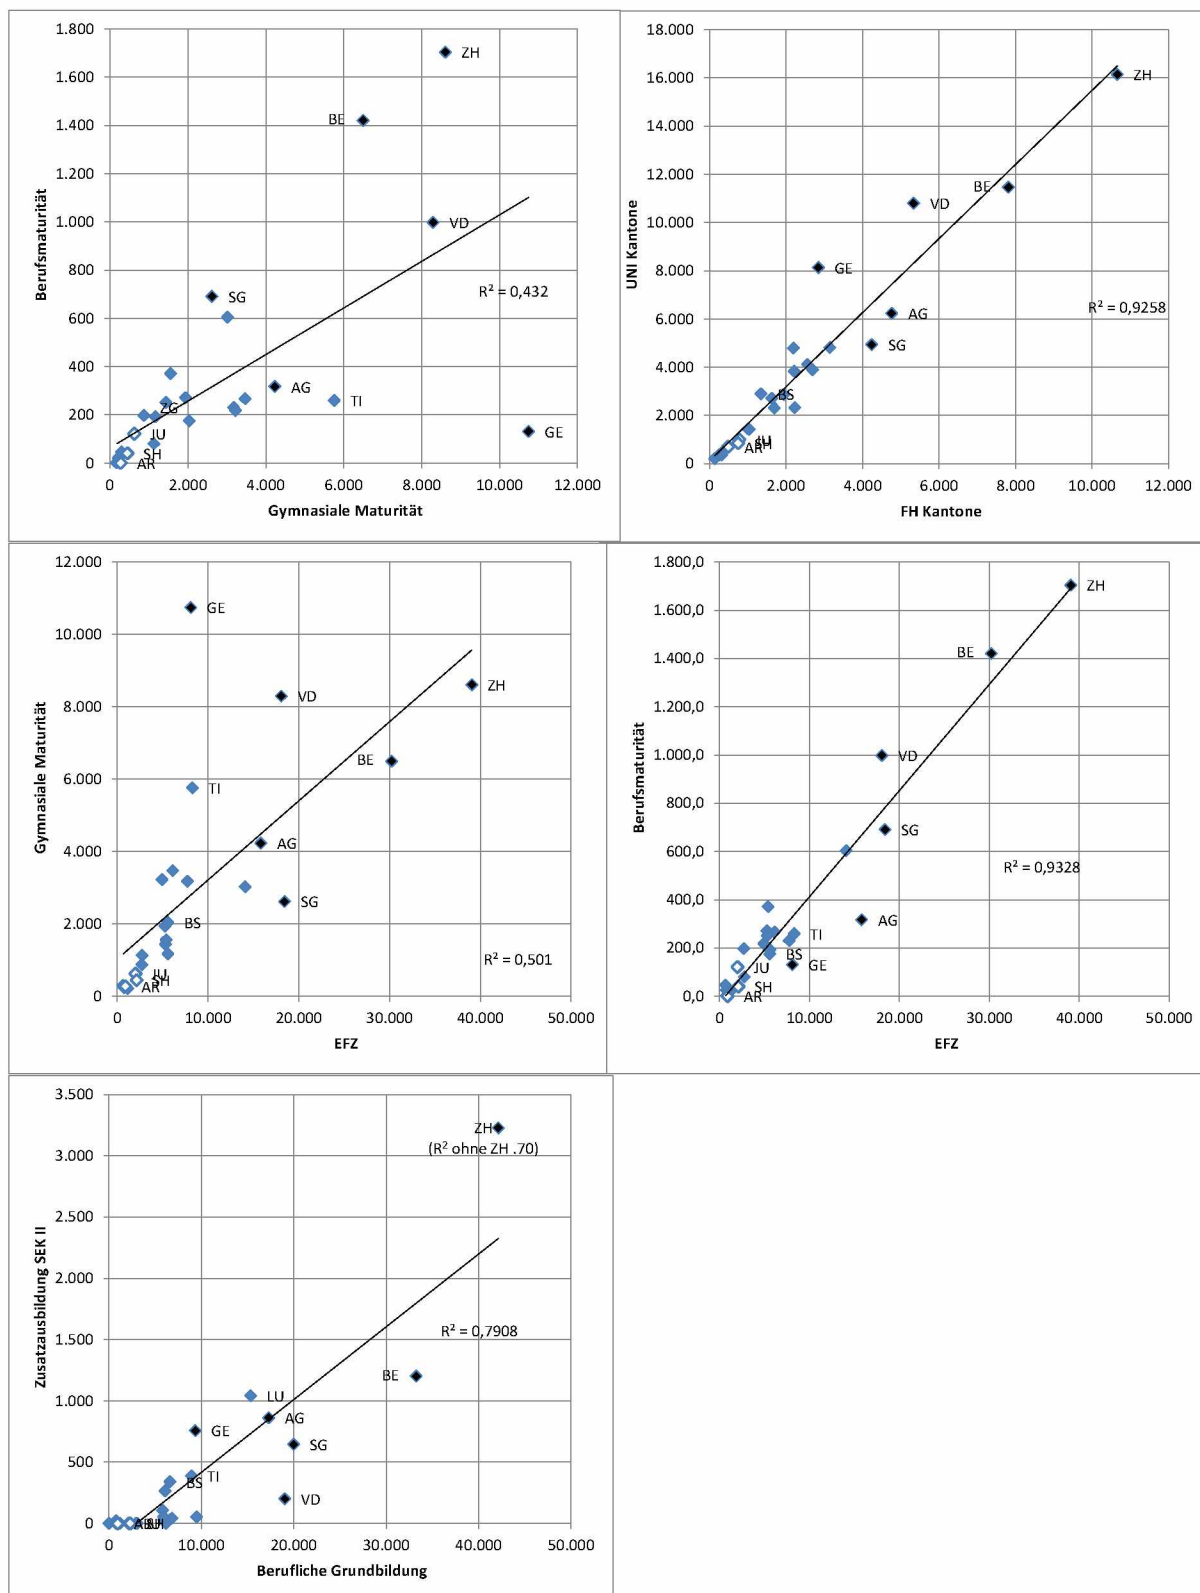 1.800
1.600
1.400
1.200
1.000
800
600
400
200
0
Berufsmaturität
ZH
BE
VD
SG
R² = 0,432
AG
TI
ZG
GE
JU
SH
AR
0
2.000
4.000
6.000
8.000
10.000
12.000
Gymnasiale Maturität
18.000
16.000
14.000
12.000
10.000
8.000
6.000
4.000
2.000
0
UNI Kantone
ZH
BE
VD
GE
R² = 0,9258
AG
SG
BS
JU
SH
AR
0
2.000
4.000
6.000
8.000
10.000
12.000
FH Kantone
12.000
10.000
8.000
6.000
4.000
2.000
0
Gymnasiale Maturität
GE
VD
ZH
BE
TI
AG
SG
BS
R² = 0,501
JU
SH
AR
0
10.000
20.000
30.000
40.000
50.000
EFZ
1.800,0
1.600,0
1.400,0
1.200,0
1.000,0
800,0
600,0
400,0
200,0
0,0
Berufsmaturität
ZH
BE
VD
SG
R² = 0,9328
AG
TI
BS
GE
JU
SH
AR
0
10.000
20.000
30.000
40.000
50.000
EFZ
3.500
3.000
2.500
2.000
1.500
1.000
500
0
Zusatzausbildung SEK II
ZH
(R² ohne ZH .70)
R² = 0,7908
BE
LU
AG
GE
SG
TI
BS
VD
0
10.000
20.000
30.000
40.000
50.000
Berufliche Grundbildung